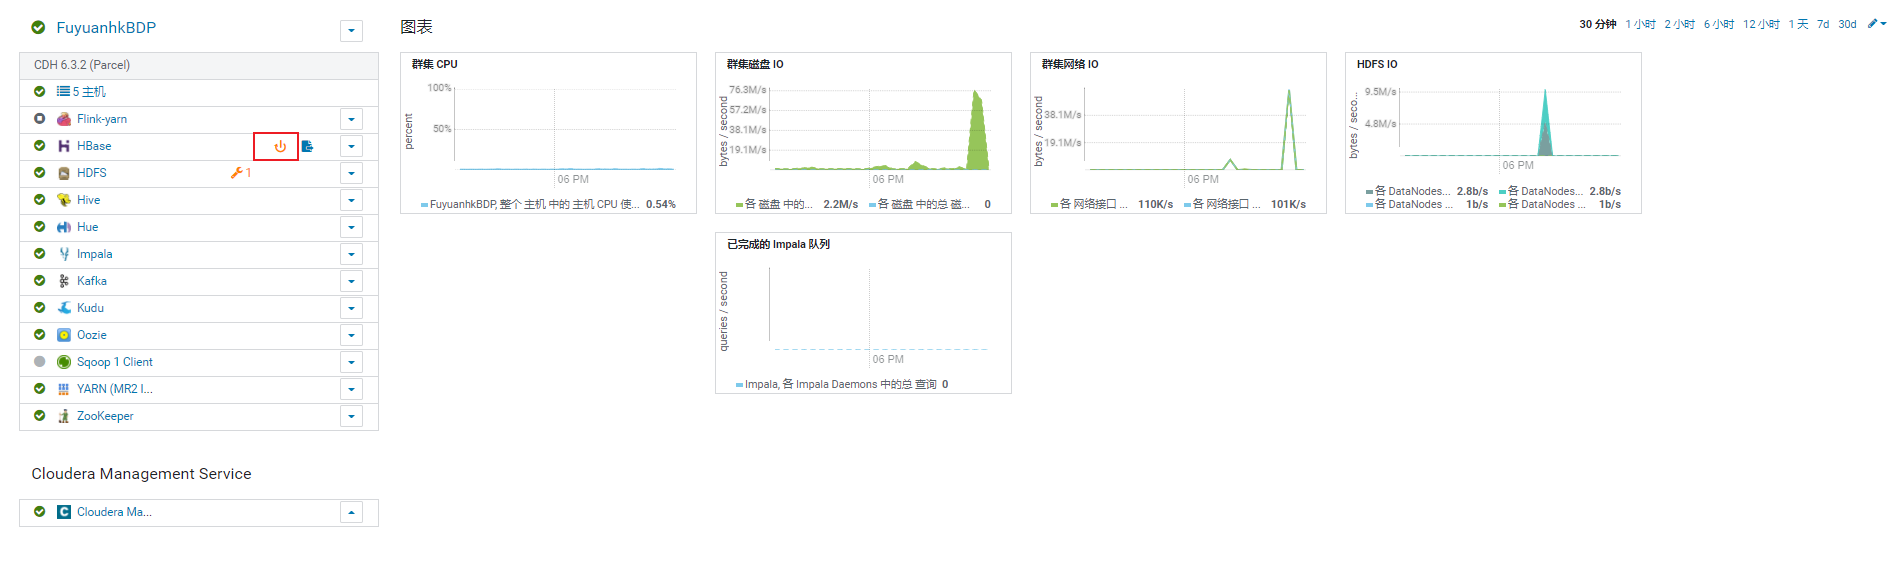 FuyuanhkBDP
CDH 6.3.2 (Parcel)
5 主机
Flink-yarn
HBase
HDFS
1
Hive
Hue
Impala
Kafka
Kudu
Oozie
Sqoop 1 Client
YARN (MR2 I...
ZooKeeper
Cloudera Management Service
Cloudera Ma...
图表
30 分钟 1 小时 2 小时 6 小时 12 小时 1 天 7d 30d
群集 CPU
percent
100%
50%
06 PM
FuyuanhkBDP, 整个 主机 中的 主机 CPU 使... 0.54%
群集磁盘 IO
bytes / second
76.3M/s
57.2M/s
38.1M/s
19.1M/s
06 PM
各 磁盘 中的... 2.2M/s 各 磁盘 中的总 磁... 0
群集网络 IO
bytes / second
38.1M/s
19.1M/s
06 PM
各 网络接口 ... 110K/s 各 网络接口 ... 101K/s
HDFS IO
bytes / seco...
9.5M/s
4.8M/s
06 PM
各 DataNodes... 2.8b/s 各 DataNodes... 2.8b/s
各 DataNodes ... 1b/s 各 DataNodes ... 1b/s
已完成的 Impala 队列
queries / second
06 PM
Impala, 各 Impala Daemons 中的总 查询 0